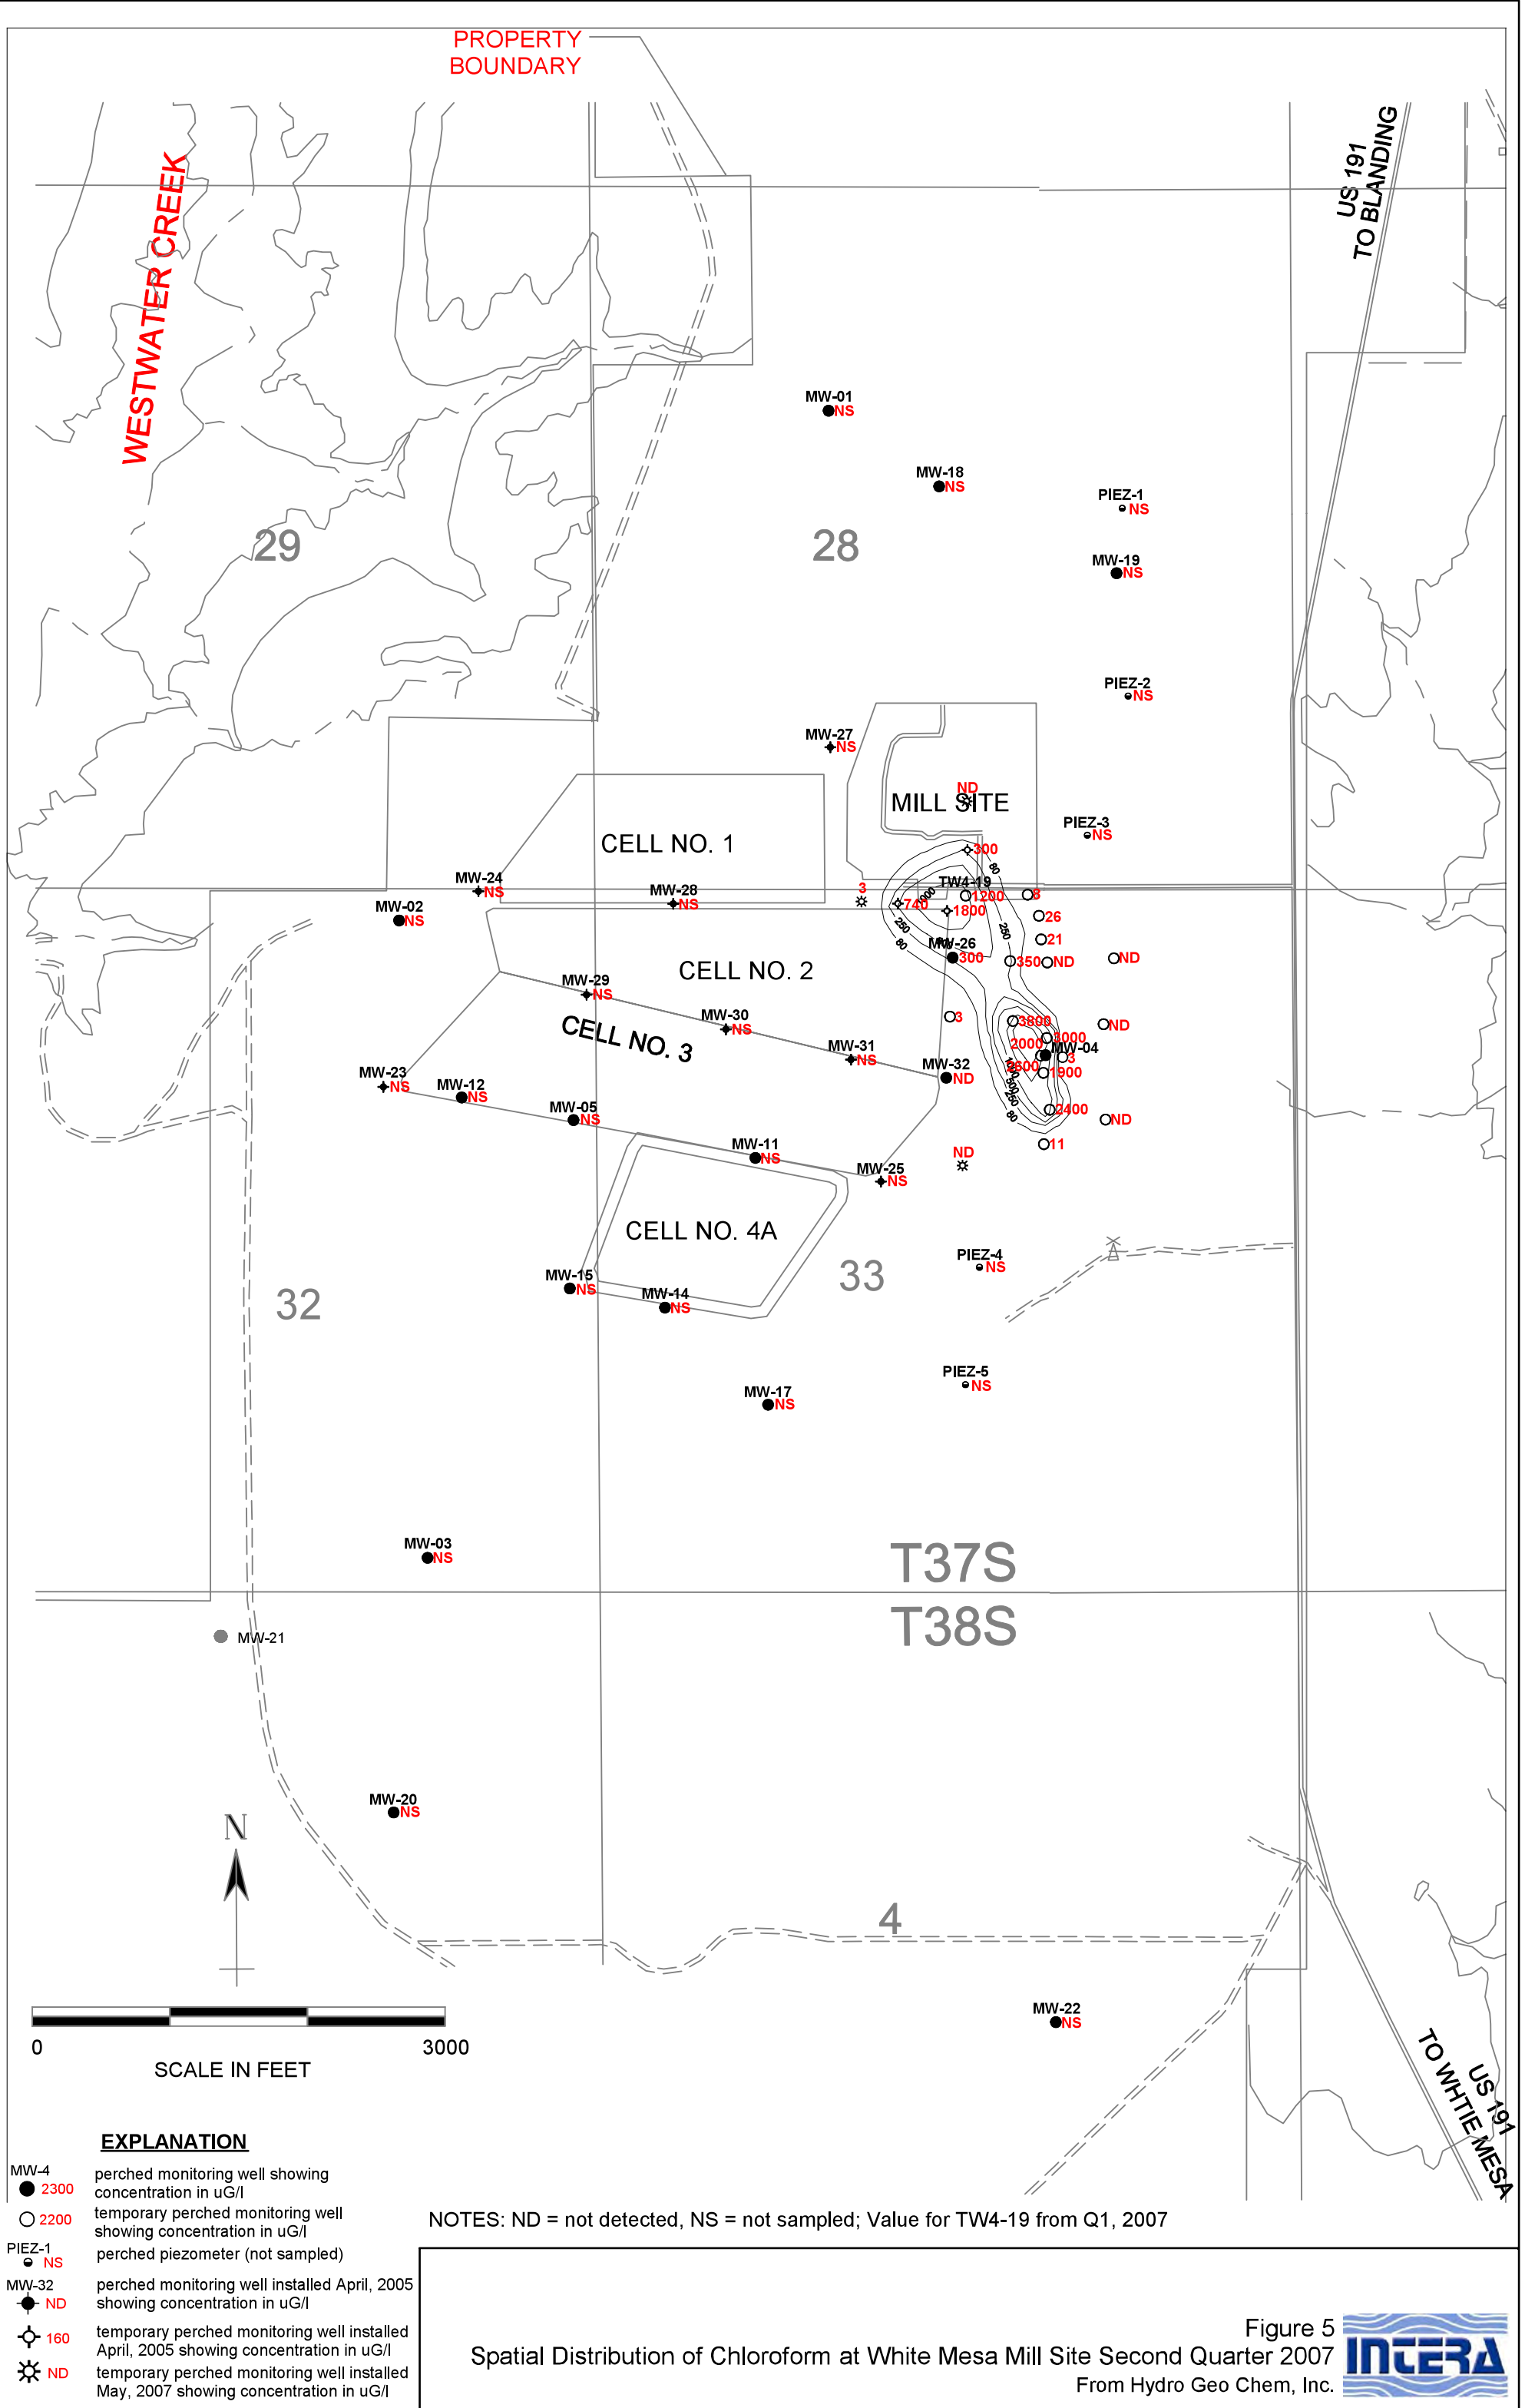 PROPERTY
BOUNDARY
WESTWATER CREEK
US 191
TO BLANDING
MW-01
NS
MW-18
NS
PIEZ-1
NS
29
28
MW-19
NS
PIEZ-2
NS
MW-27
NS
ND
MILL SITE
PIEZ-3
NS
CELL NO. 1
300
80
MW-24
NS
MW-28
NS
3
TW4-19
1200
8
1000
740
1800
MW-02
NS
26
250
80
250
21
MW-26
300
350
ND
ND
CELL NO. 2
MW-29
NS
MW-30
NS
3
3800
ND
CELL NO. 3
3000
2000
MW-04
3
MW-31
NS
MW-32
ND
1900
MW-23
NS
MW-12
NS
2400
250
80
ND
MW-05
NS
11
MW-11
NS
ND
MW-25
NS
CELL NO. 4A
PIEZ-4
NS
33
32
MW-15
NS
MW-14
NS
PIEZ-5
NS
MW-17
NS
MW-03
NS
T37S
T38S
MW-21
MW-20
NS
N
4
MW-22
NS
0
3000
SCALE IN FEET
US 191
TO WHTIE MESA
EXPLANATION
MW-4
2300
perched monitoring well showing
concentration in uG/l
2200
temporary perched monitoring well
showing concentration in uG/l
PIEZ-1
NS
perched piezometer (not sampled)
MW-32
ND
perched monitoring well installed April, 2005
showing concentration in uG/l
160
temporary perched monitoring well installed
April, 2005 showing concentration in uG/l
ND
temporary perched monitoring well installed
May, 2007 showing concentration in uG/l
NOTES: ND = not detected, NS = not sampled; Value for TW4-19 from Q1, 2007
Figure 5
Spatial Distribution of Chloroform at White Mesa Mill Site Second Quarter 2007
From Hydro Geo Chem, Inc.
INTERA